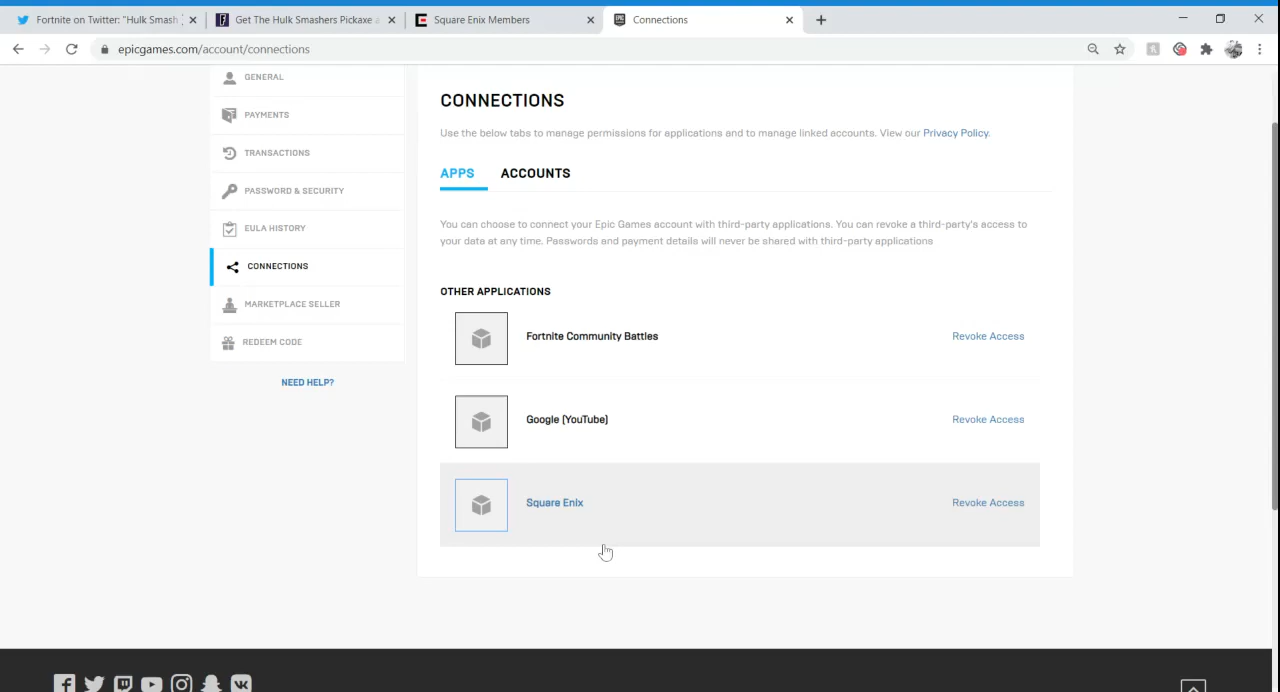 Fortnite on Twitter: "Hulk Smash
Get The Hulk Smashers Pickaxe a
Square Enix Members
Connections
epicgames.com/account/connections
GENERAL
PAYMENTS
TRANSACTIONS
PASSWORD & SECURITY
EULA HISTORY
CONNECTIONS
MARKETPLACE SELLER
REDEEM CODE
NEED HELP?
CONNECTIONS
Use the below tabs to manage permissions for applications and to manage linked accounts. View our Privacy Policy.
APPS ACCOUNTS
You can choose to connect your Epic Games account with third-party applications. You can revoke a third-party's access to
your data at any time. Passwords and payment details will never be shared with third-party applications
OTHER APPLICATIONS
Fortnite Community Battles Revoke Access
Google (YouTube) Revoke Access
Square Enix Revoke Access